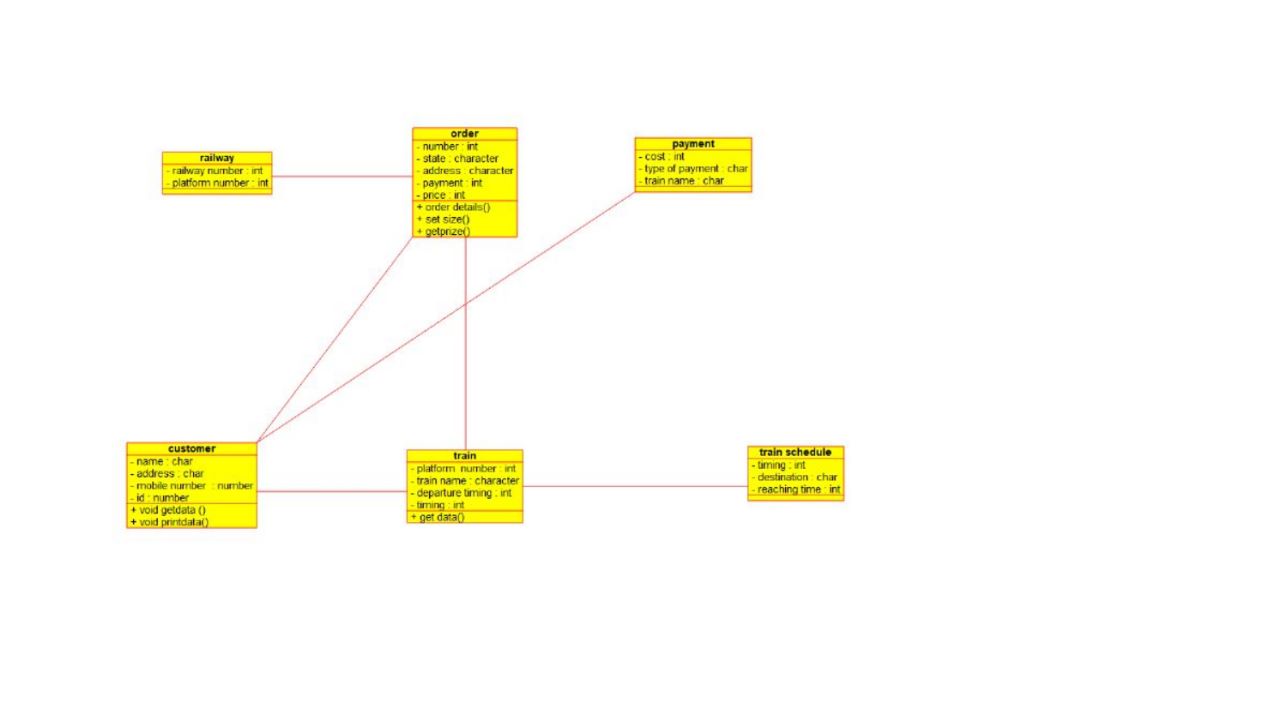 railway
- railway number : int
- platform number : int
order
- number : int
- state : character
- address : character
- payment : int
- price : int
+ order details()
+ set size()
+ getprize()
payment
- cost : int
- type of payment : char
- train name : char
customer
- name : char
- address : char
- mobile number : number
- id : number
+ void getdata ()
+ void printdata()
train
- platform number : int
- train name : character
- departure timing : int
- timing : int
+ get data()
train schedule
- timing : int
- destination : char
- reaching time : int